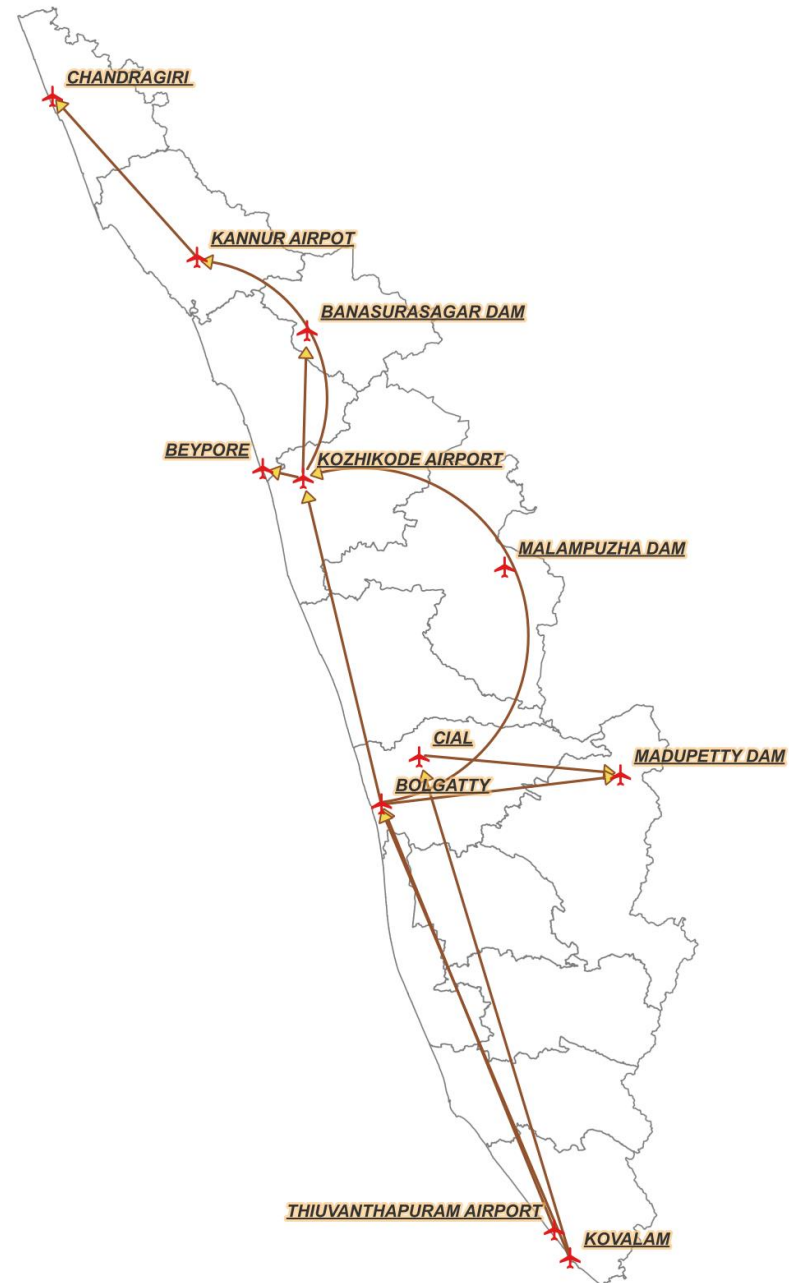 CHANDRAGIRI
KANNUR AIRPOT
BANASURASAGAR DAM
BEYPORE
KOZHIKODE AIRPORT
MALAMPUZHA DAM
CIAL
MADUPETTY DAM
BOLGATTY
THIUVANTHAPURAM AIRPORT
KOVALAM